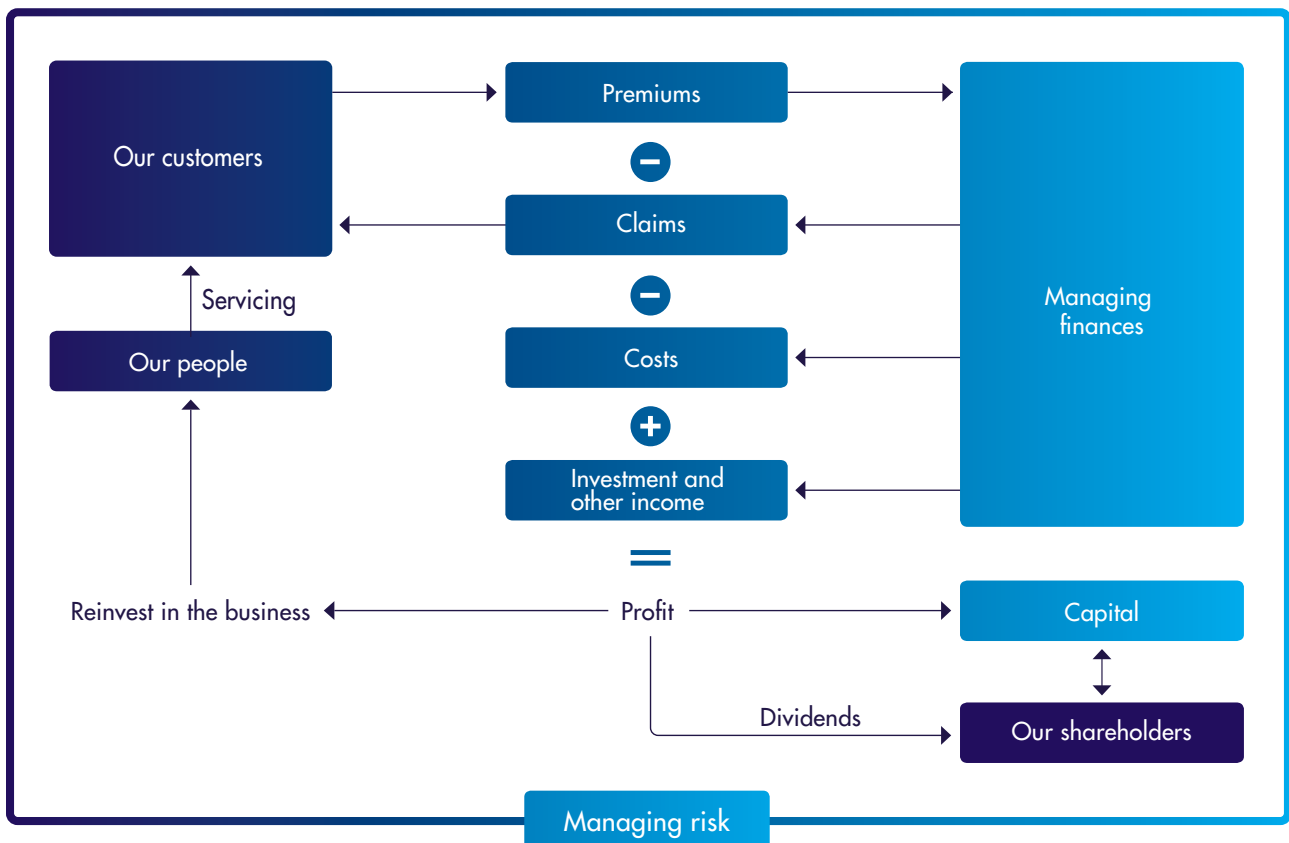 Our customers
Premiums
−
Claims
−
Servicing
Managing
finances
Our people
Costs
+
Investment and
other income
=
Reinvest in the business
Profit
Capital
Dividends
Our shareholders
Managing risk